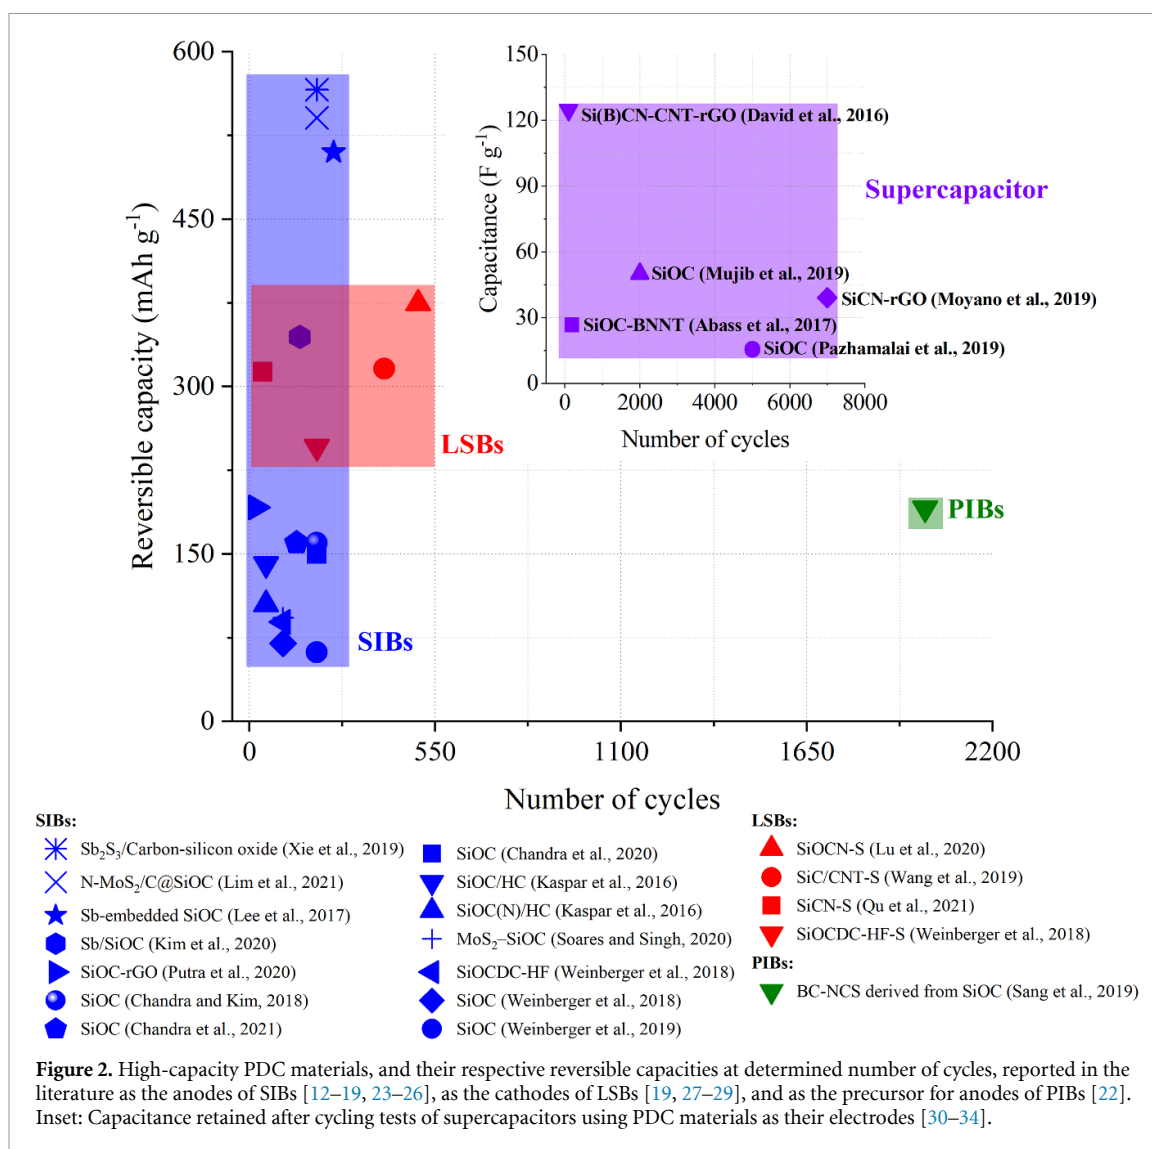 600
450
300
150
0
Reversible capacity (mAh g⁻¹)
0
550
1100
1650
2200
Number of cycles
SIBs
LSBs
PIBs
150
120
90
60
30
0
Capacitance (F g⁻¹)
0
2000
4000
6000
8000
Number of cycles
Si(B)CN-CNT-rGO (David et al., 2016)
Supercapacitor
SiOC (Mujib et al., 2019)
SiCN-rGO (Moyano et al., 2019)
SiOC-BNNT (Abass et al., 2017)
SiOC (Pazhamalai et al., 2019)
SIBs:
Sb₂S₃/Carbon-silicon oxide (Xie et al., 2019)
N-MoS₂/C@SiOC (Lim et al., 2021)
Sb-embedded SiOC (Lee et al., 2017)
Sb/SiOC (Kim et al., 2020)
SiOC-rGO (Putra et al., 2020)
SiOC (Chandra and Kim, 2018)
SiOC (Chandra et al., 2021)
SiOC (Chandra et al., 2020)
SiOC/HC (Kaspar et al., 2016)
SiOC(N)/HC (Kaspar et al., 2016)
MoS₂–SiOC (Soares and Singh, 2020)
SiOCDC-HF (Weinberger et al., 2018)
SiOC (Weinberger et al., 2018)
SiOC (Weinberger et al., 2019)
LSBs:
SiOCN-S (Lu et al., 2020)
SiC/CNT-S (Wang et al., 2019)
SiCN-S (Qu et al., 2021)
SiOCDC-HF-S (Weinberger et al., 2018)
PIBs:
BC-NCS derived from SiOC (Sang et al., 2019)
Figure 2. High-capacity PDC materials, and their respective reversible capacities at determined number of cycles, reported in the
literature as the anodes of SIBs [12–19, 23–26], as the cathodes of LSBs [19, 27–29], and as the precursor for anodes of PIBs [22].
Inset: Capacitance retained after cycling tests of supercapacitors using PDC materials as their electrodes [30–34].